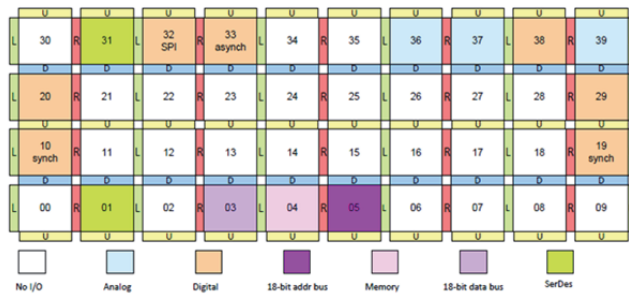 U U U U U U U U U U
L 30 R 31 L 32 R 33 L 34 R 35 L 36 R 37 L 38 R 39 L
SPI asynch
D D D D D D D D D D
L 20 R 21 L 22 R 23 L 24 R 25 L 26 R 27 L 28 R 29 L
U U U U U U U U U U
L 10 R 11 L 12 R 13 L 14 R 15 L 16 R 17 L 18 R 19 L
synch synch
D D D D D D D D D D
L 00 R 01 L 02 R 03 L 04 R 05 L 06 R 07 L 08 R 09 L
U U U U U U U U U U
No I/O Analog Digital 18-bit addr bus Memory 18-bit data bus SerDes